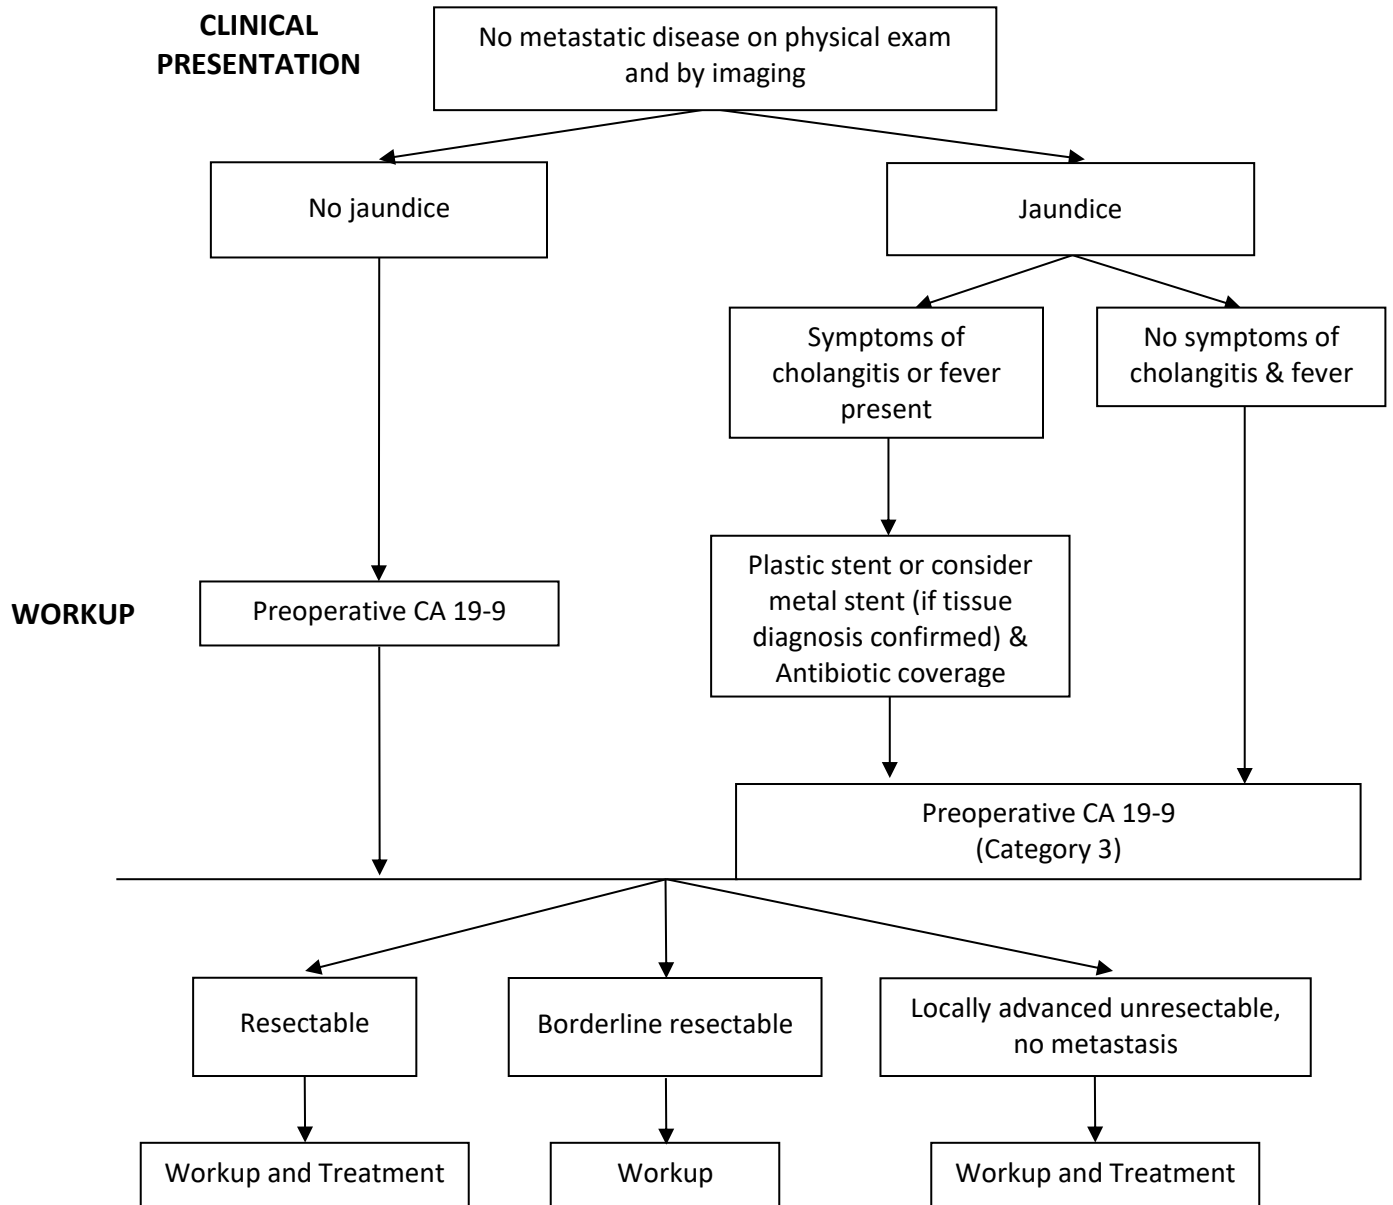 CLINICAL
PRESENTATION
No metastatic disease on physical exam
and by imaging
No jaundice
Jaundice
Symptoms of
cholangitis or fever
present
No symptoms of
cholangitis & fever
WORKUP
Preoperative CA 19-9
Plastic stent or consider
metal stent (if tissue
diagnosis confirmed) &
Antibiotic coverage
Preoperative CA 19-9
(Category 3)
Resectable
Borderline resectable
Locally advanced unresectable,
no metastasis
Workup and Treatment
Workup
Workup and Treatment